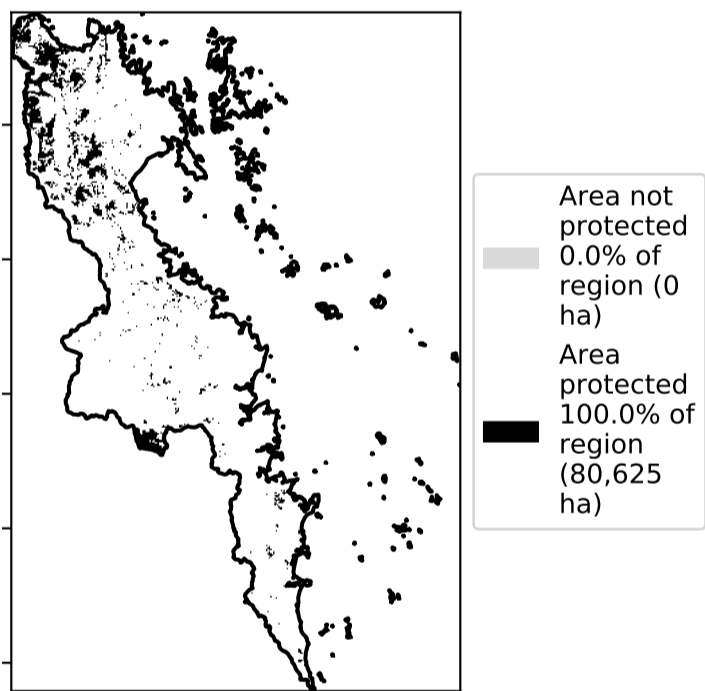 Area not
protected
0.0% of
region (0
ha)
Area
protected
100.0% of
region
(80,625
ha)